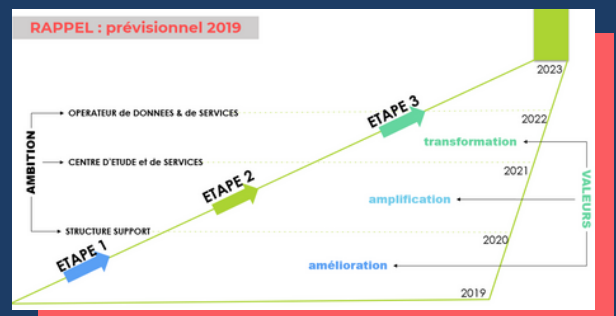 RAPPEL : prévisionnel 2019
2023
OPERATEUR de DONNEES & de SERVICES
ETAPE 3
2022
transformation
AMBITION
CENTRE D'ETUDE et de SERVICES
2021
ETAPE 2
amplification
VALEURS
STRUCTURE SUPPORT
2020
ETAPE 1
amélioration
2019